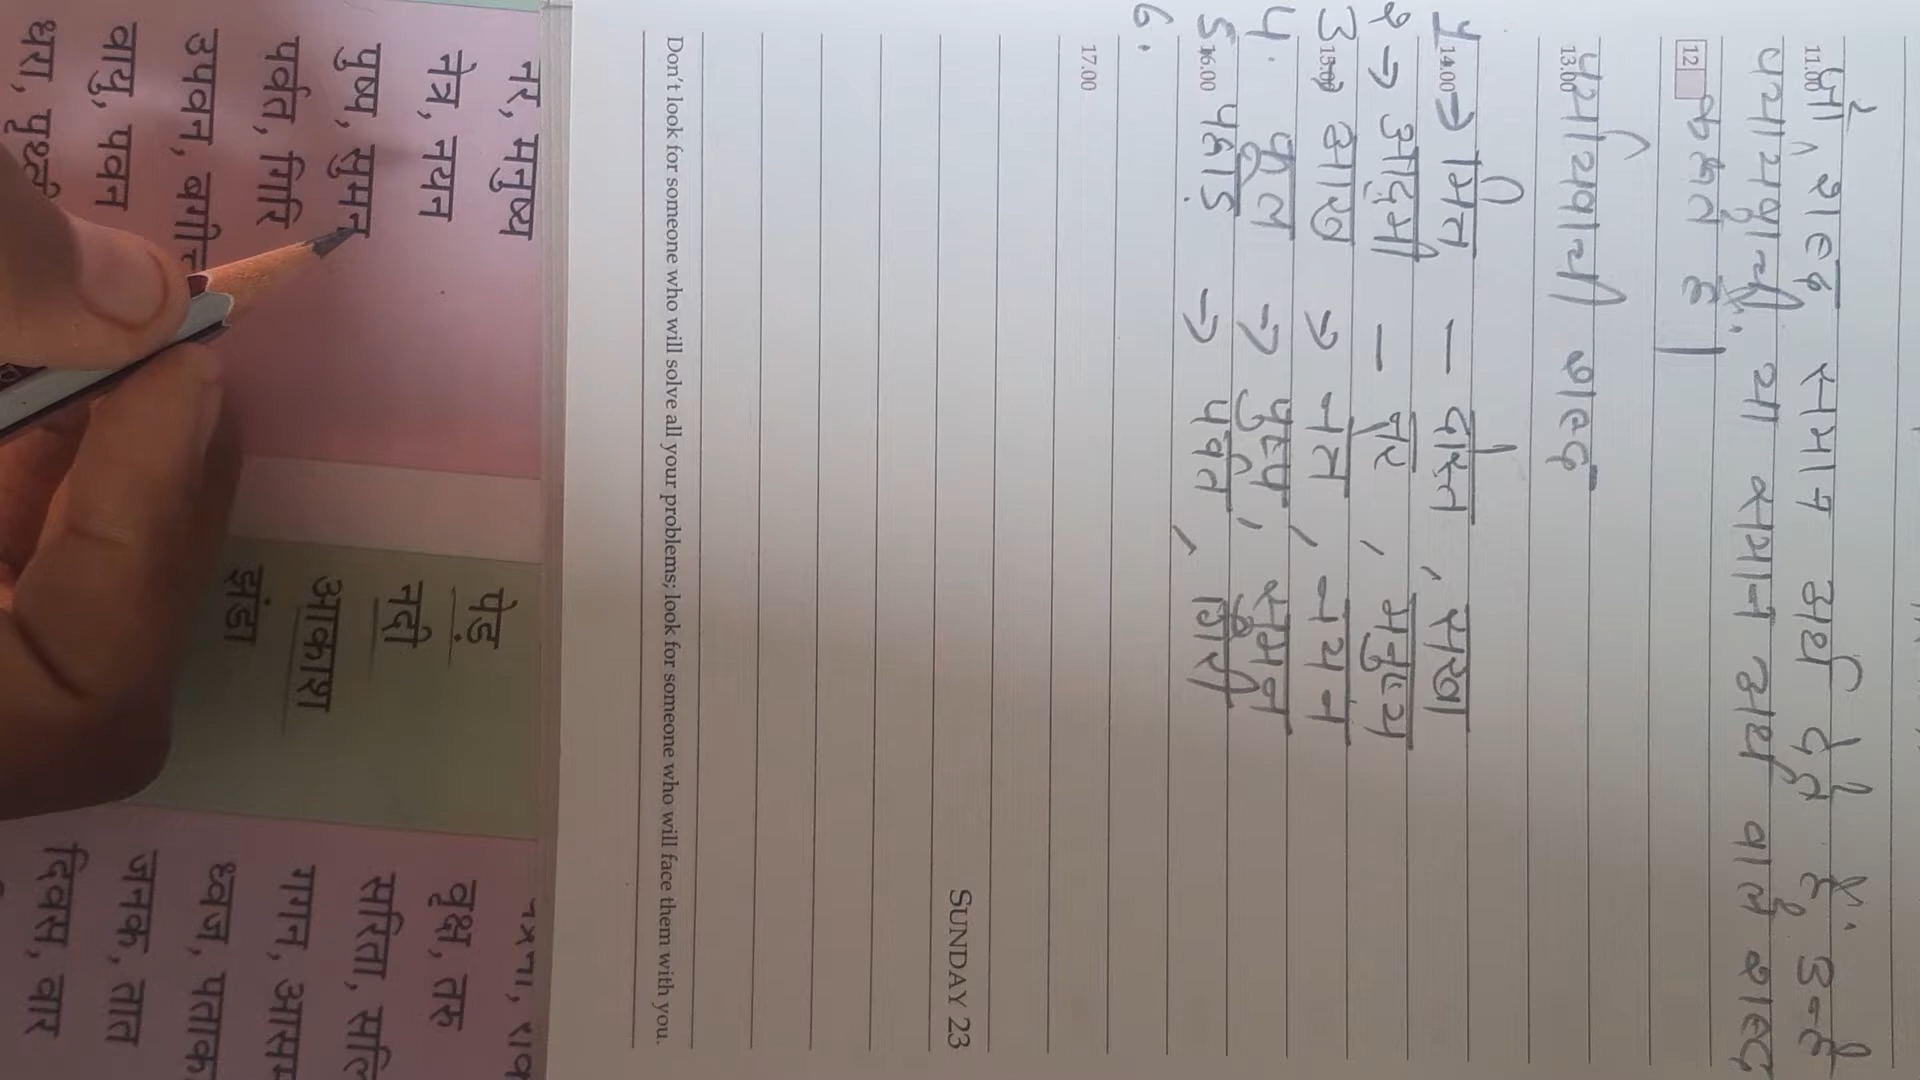 11.00 जो शब्द समान अर्थ देते हैं, उन्हें
पर्यायवाची या समान अर्थ वाले शब्द
12 कहते हैं।
13.00 पर्यायवाची शब्द
14.00 → मित्र - दोस्त, सखा
२ → आदमी - नर, मनुष्य
3 15.00 आख → नेत्र, नयन
4. फूल → पुष्प, सुमन
5 16.00 पहाड़ → पर्वत, गिरी
6.
17.00
SUNDAY 23
Don't look for someone who will solve all your problems; look for someone who will face them with you.
नर, मनुष्य
नेत्र, नयन
पुष्प, सुमन
पर्वत, गिरि
उपवन,
वायु, पवन
धरा,
पेड़
नदी
आकाश
झंडा
वृक्ष, तरु
सरिता,
गगन,
ध्वज,
जनक, तात
दिवस, वार